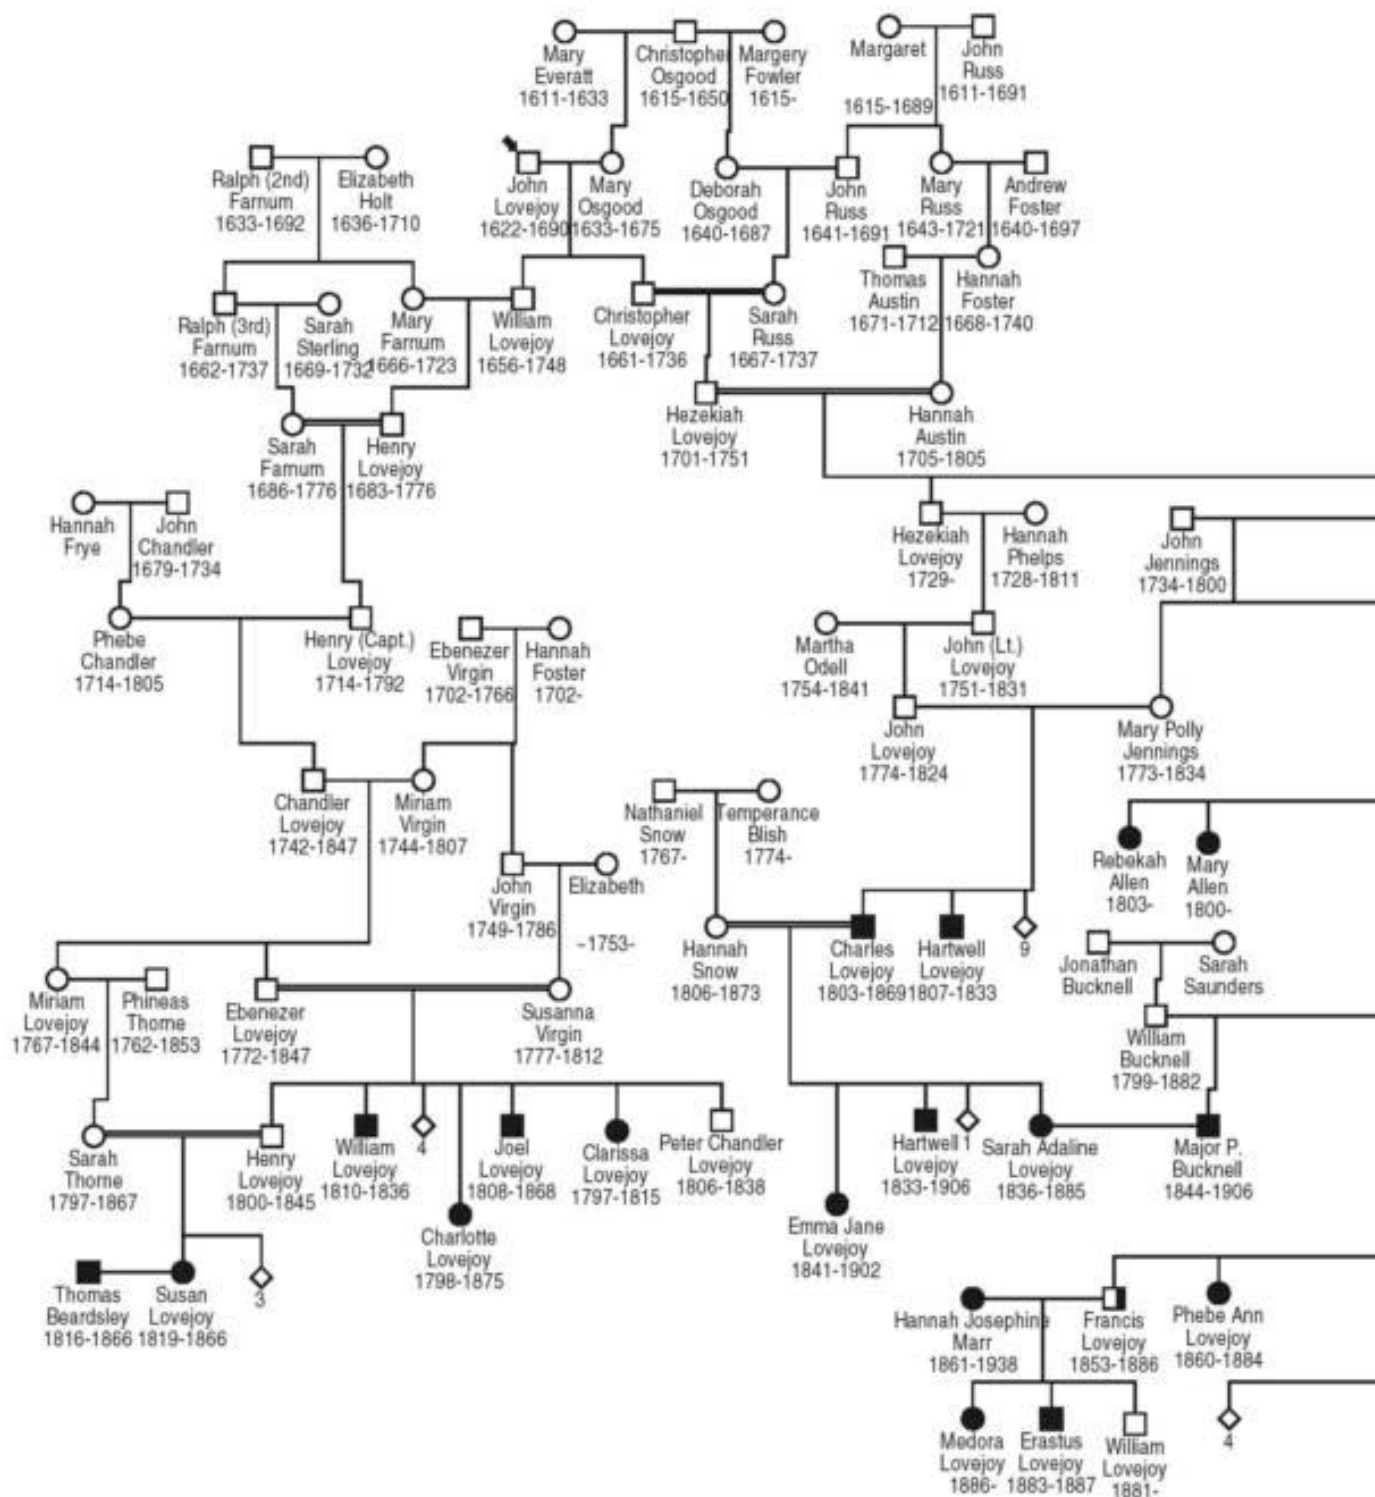 Mary
Everatt
1611-1633
Christopher
Osgood
1615-1650
Margery
Fowler
1615-
Margaret
1615-1689
John
Russ
1611-1691
Ralph (2nd)
Farnum
1633-1692
Elizabeth
Holt
1636-1710
John
Lovejoy
1622-1690
Mary
Osgood
1633-1675
Deborah
Osgood
1640-1687
John
Russ
1641-1691
Mary
Russ
1643-1721
Andrew
Foster
1640-1697
Ralph (3rd)
Farnum
1662-1737
Sarah
Sterling
1669-1732
Mary
Farnum
1666-1723
William
Lovejoy
1656-1748
Christopher
Lovejoy
1661-1736
Sarah
Russ
1667-1737
Thomas
Austin
1671-1712
Hannah
Foster
1668-1740
Sarah
Farnum
1686-1776
Henry
Lovejoy
1683-1776
Hezekiah
Lovejoy
1701-1751
Hannah
Austin
1705-1805
Hannah
Frye
John
Chandler
1679-1734
Hezekiah
Lovejoy
1729-
Hannah
Phelps
1728-1811
John
Jennings
1734-1800
Phebe
Chandler
1714-1805
Henry (Capt.)
Lovejoy
1714-1792
Ebenezer
Virgin
1702-1766
Hannah
Foster
1702-
Martha
Odell
1754-1841
John (Lt.)
Lovejoy
1751-1831
John
Lovejoy
1774-1824
Mary Polly
Jennings
1773-1834
Chandler
Lovejoy
1742-1847
Miriam
Virgin
1744-1807
Nathaniel
Snow
1767-
Temperance
Blish
1774-
Rebekah
Allen
1803-
Mary
Allen
1800-
John
Virgin
1749-1786
Elizabeth
~1753-
Hannah
Snow
1806-1873
Charles
Lovejoy
1803-1869
Hartwell
Lovejoy
1807-1833
9
Jonathan
Bucknell
Sarah
Saunders
Miriam
Lovejoy
1767-1844
Phineas
Thorne
1762-1853
Ebenezer
Lovejoy
1772-1847
Susanna
Virgin
1777-1812
William
Bucknell
1799-1882
Sarah
Thorne
1797-1867
Henry
Lovejoy
1800-1845
William
Lovejoy
1810-1836
4
Joel
Lovejoy
1808-1868
Clarissa
Lovejoy
1797-1815
Peter Chandler
Lovejoy
1806-1838
Hartwell 1
Lovejoy
1833-1906
Sarah Adaline
Lovejoy
1836-1885
Major P.
Bucknell
1844-1906
Charlotte
Lovejoy
1798-1875
Emma Jane
Lovejoy
1841-1902
Thomas
Beardsley
1816-1866
Susan
Lovejoy
1819-1866
3
Hannah Josephine
Marr
1861-1938
Francis
Lovejoy
1853-1886
Phebe Ann
Lovejoy
1860-1884
Medora
Lovejoy
1886-
Erastus
Lovejoy
1883-1887
William
Lovejoy
1881-
4